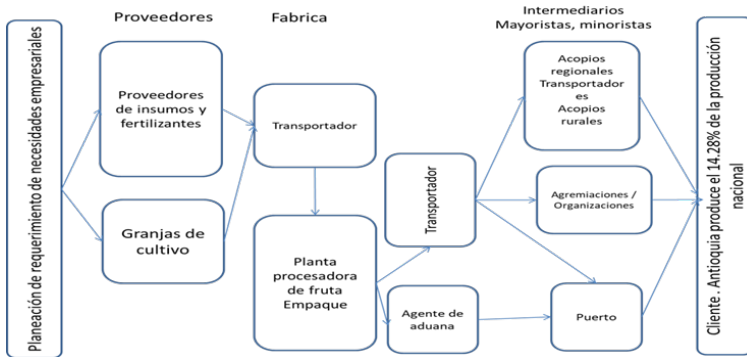 Proveedores
Fabrica
Intermediarios
Mayoristas, minoristas
Planeación de requerimiento de necesidades empresariales
Proveedores
de insumos y
fertilizantes
Granjas de
cultivo
Transportador
Planta
procesadora
de fruta
Empaque
Transportador
Agente de
aduana
Acopios
regionales
Transportador
es
Acopios
rurales
Agremiaciones /
Organizaciones
Puerto
Cliente . Antioquia produce el 14.28% de la producción
nacional